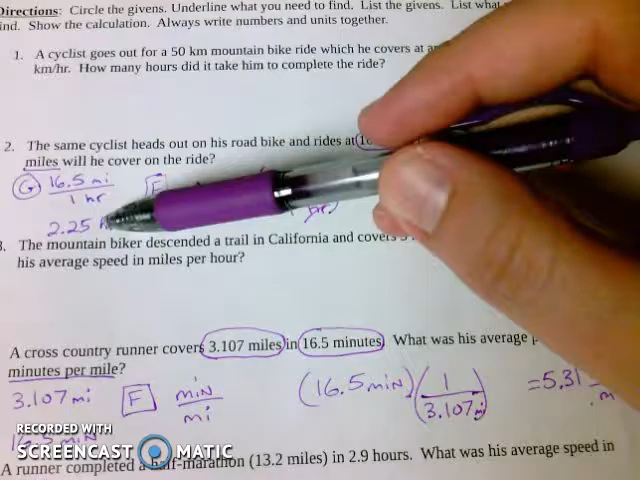 Directions: Circle the givens. Underline what you need to find. List the givens. List what
find. Show the calculation. Always write numbers and units together.
1. A cyclist goes out for a 50 km mountain bike ride which he covers at
km/hr. How many hours did it take him to complete the ride?
2. The same cyclist heads out on his road bike and rides at
miles will he cover on the ride?
G 16.5 mi F
1 hr
2.25
The mountain biker descended a trail in California and covers
his average speed in miles per hour?
A cross country runner covers 3.107 miles in 16.5 minutes. What was his average
minutes per mile?
3.107 mi F min (16.5 min) (1 =5.31
mi 3.107 mi)
16.5 min
RECORDED WITH
SCREENCAST MATIC
A runner completed a half-marathon (13.2 miles) in 2.9 hours. What was his average speed in